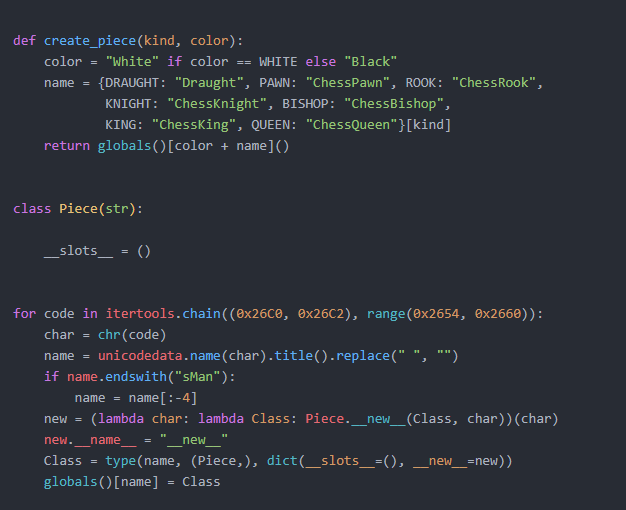 def create_piece(kind, color):
    color = "White" if color == WHITE else "Black"
    name = {DRAUGHT: "Draught", PAWN: "ChessPawn", ROOK: "ChessRook",
            KNIGHT: "ChessKnight", BISHOP: "ChessBishop",
            KING: "ChessKing", QUEEN: "ChessQueen"}[kind]
    return globals()[color + name]()
class Piece(str):
    __slots__ = ()
for code in itertools.chain((0x26C0, 0x26C2), range(0x2654, 0x2660)):
    char = chr(code)
    name = unicodedata.name(char).title().replace(" ", "")
    if name.endswith("sMan"):
        name = name[:-4]
    new = (lambda char: lambda Class: Piece.__new__(Class, char))(char)
    new.__name__ = "__new__"
    Class = type(name, (Piece,), dict(__slots__=(), __new__=new))
    globals()[name] = Class